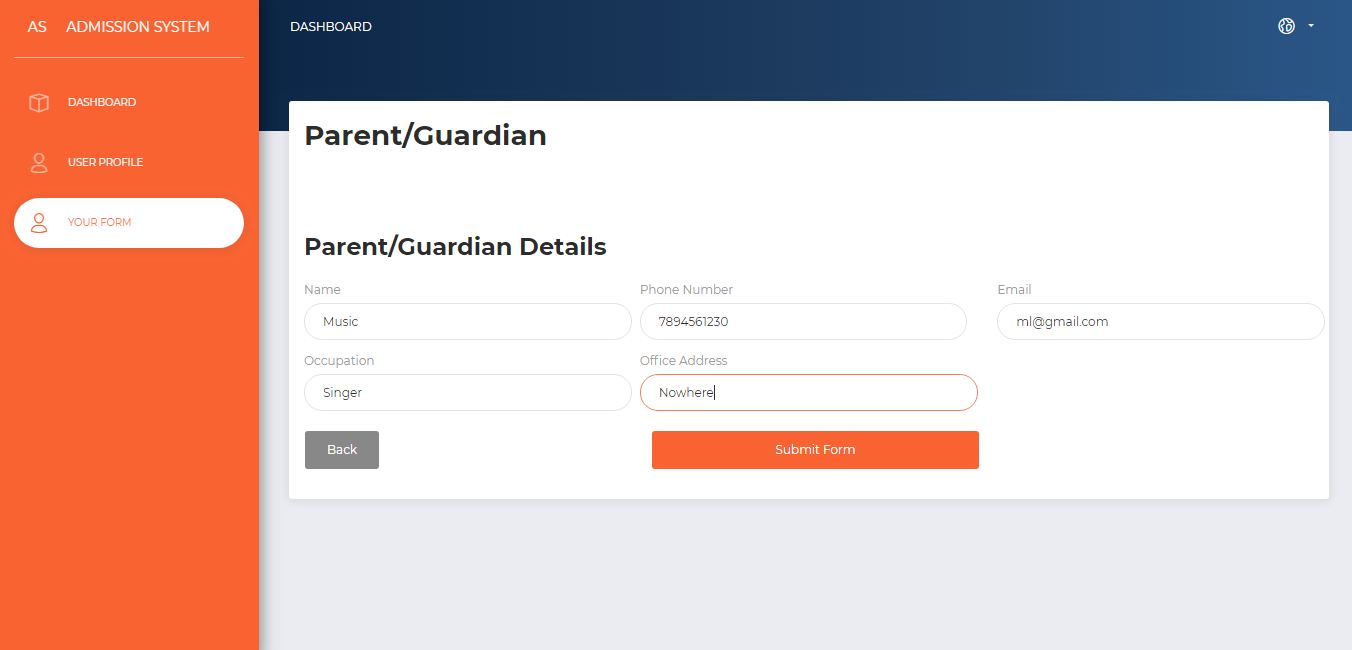 AS ADMISSION SYSTEM
DASHBOARD
USER PROFILE
YOUR FORM
DASHBOARD
Parent/Guardian
Parent/Guardian Details
Name Phone Number Email
Music 7894561230 ml@gmail.com
Occupation Office Address
Singer Nowhere
Back Submit Form